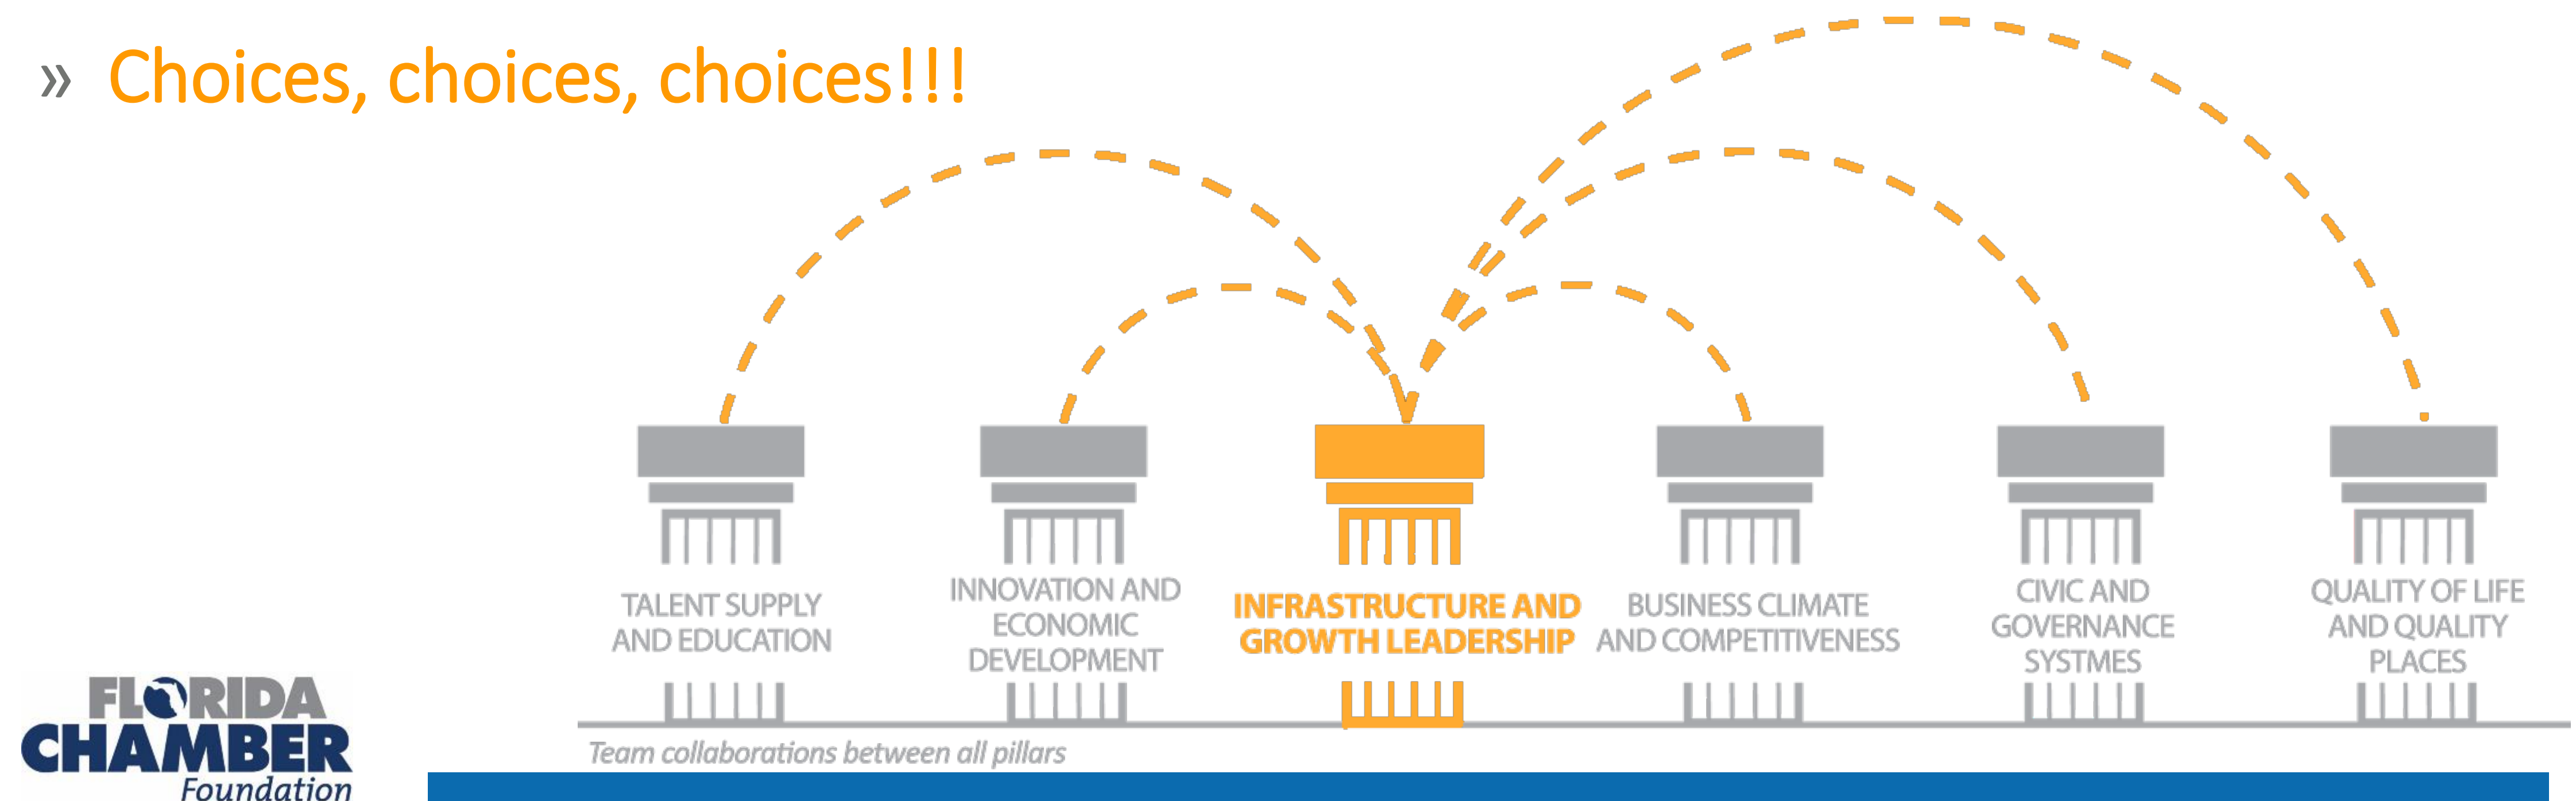 » Choices, choices, choices!!!
TALENT SUPPLY
AND EDUCATION
INNOVATION AND
ECONOMIC
DEVELOPMENT
INFRASTRUCTURE AND
GROWTH LEADERSHIP
BUSINESS CLIMATE
AND COMPETITIVENESS
CIVIC AND
GOVERNANCE
SYSTMES
QUALITY OF LIFE
AND QUALITY
PLACES
Team collaborations between all pillars
FLORIDA
CHAMBER
Foundation